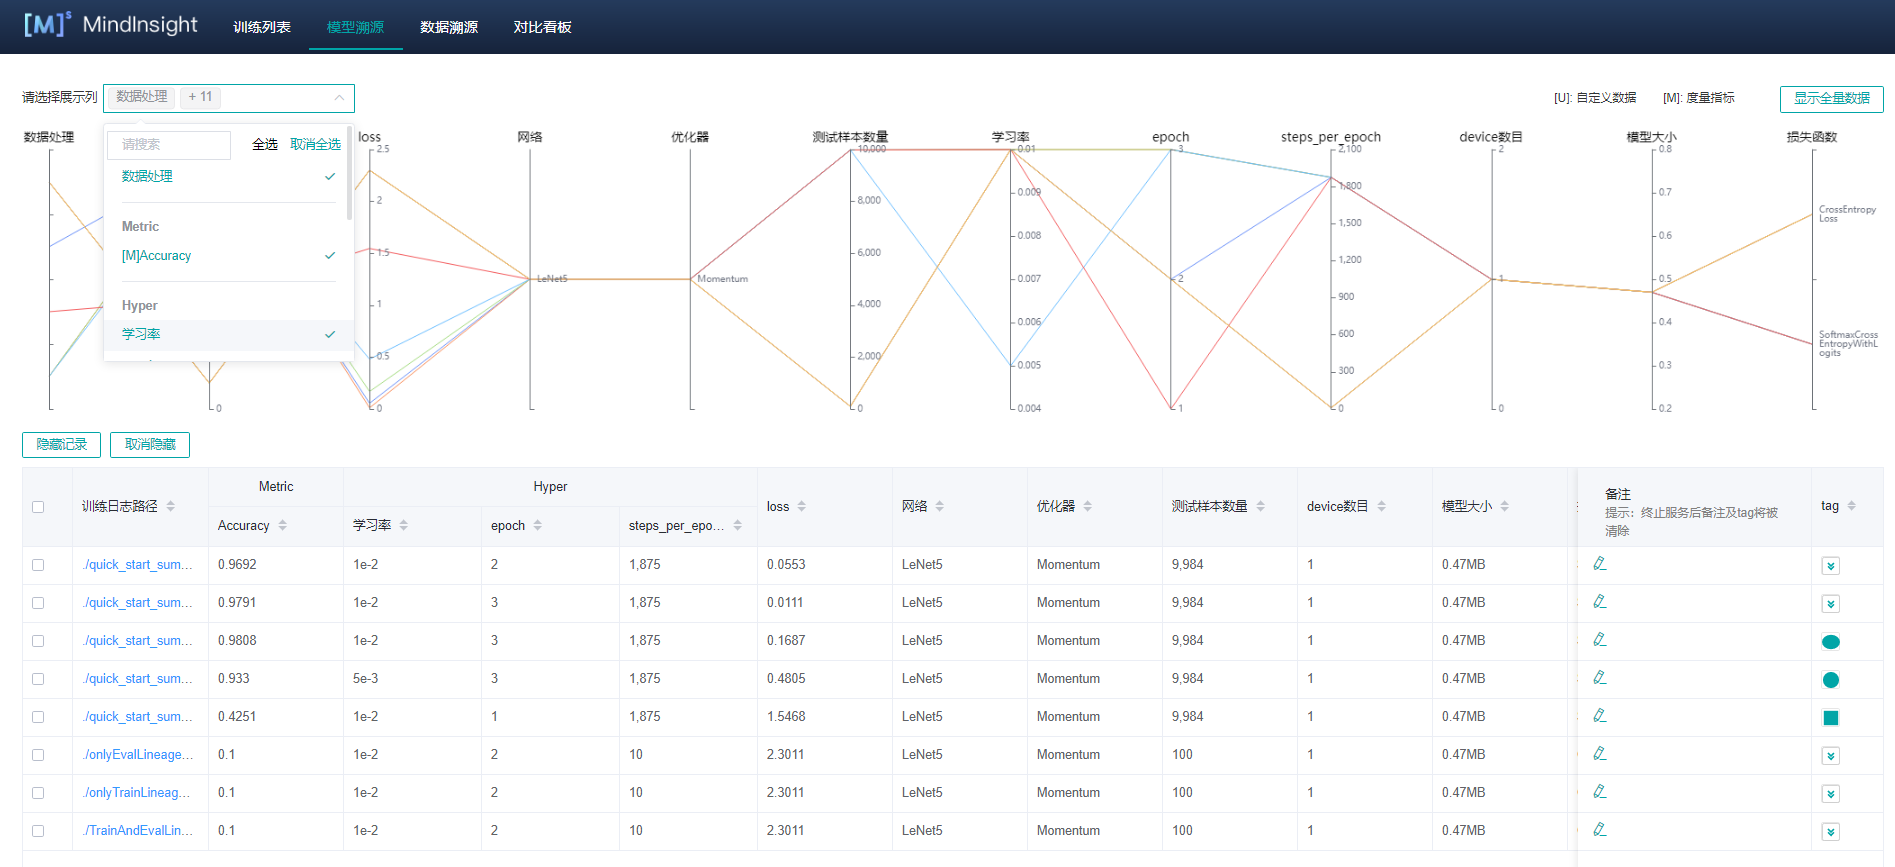 [M]s MindInsight 训练列表 模型溯源 数据溯源 对比看板
请选择展示列 数据处理 + 11 [U]: 自定义数据 [M]: 度量指标 显示全量数据
数据处理 loss 网络 优化器 测试样本数量 学习率 epoch steps_per_epoch device数目 模型大小 损失函数
请搜索 全选 取消全选
数据处理
Metric
[M]Accuracy
Hyper
学习率
0
2.5
2
1.5
1
0.5
0
LeNet5
Momentum
10,000
8,000
6,000
4,000
2,000
0
0.01
0.009
0.008
0.007
0.006
0.005
0.004
3
2
1
2,100
1,800
1,500
1,200
900
600
300
0
2
1
0
0.8
0.7
0.6
0.5
0.4
0.3
0.2
CrossEntropy
Loss
SoftmaxCross
EntropyWithL
ogits
隐藏记录 取消隐藏
训练日志路径 Metric Hyper loss 网络 优化器 测试样本数量 device数目 模型大小 备注 tag
提示：终止服务后备注及tag将被
清除
Accuracy 学习率 epoch steps_per_epo...
./quick_start_sum... 0.9692 1e-2 2 1,875 0.0553 LeNet5 Momentum 9,984 1 0.47MB
./quick_start_sum... 0.9791 1e-2 3 1,875 0.0111 LeNet5 Momentum 9,984 1 0.47MB
./quick_start_sum... 0.9808 1e-2 3 1,875 0.1687 LeNet5 Momentum 9,984 1 0.47MB
./quick_start_sum... 0.933 5e-3 3 1,875 0.4805 LeNet5 Momentum 9,984 1 0.47MB
./quick_start_sum... 0.4251 1e-2 1 1,875 1.5468 LeNet5 Momentum 9,984 1 0.47MB
./onlyEvalLineage... 0.1 1e-2 2 10 2.3011 LeNet5 Momentum 100 1 0.47MB
./onlyTrainLineag... 0.1 1e-2 2 10 2.3011 LeNet5 Momentum 100 1 0.47MB
./TrainAndEvalLin... 0.1 1e-2 2 10 2.3011 LeNet5 Momentum 100 1 0.47MB